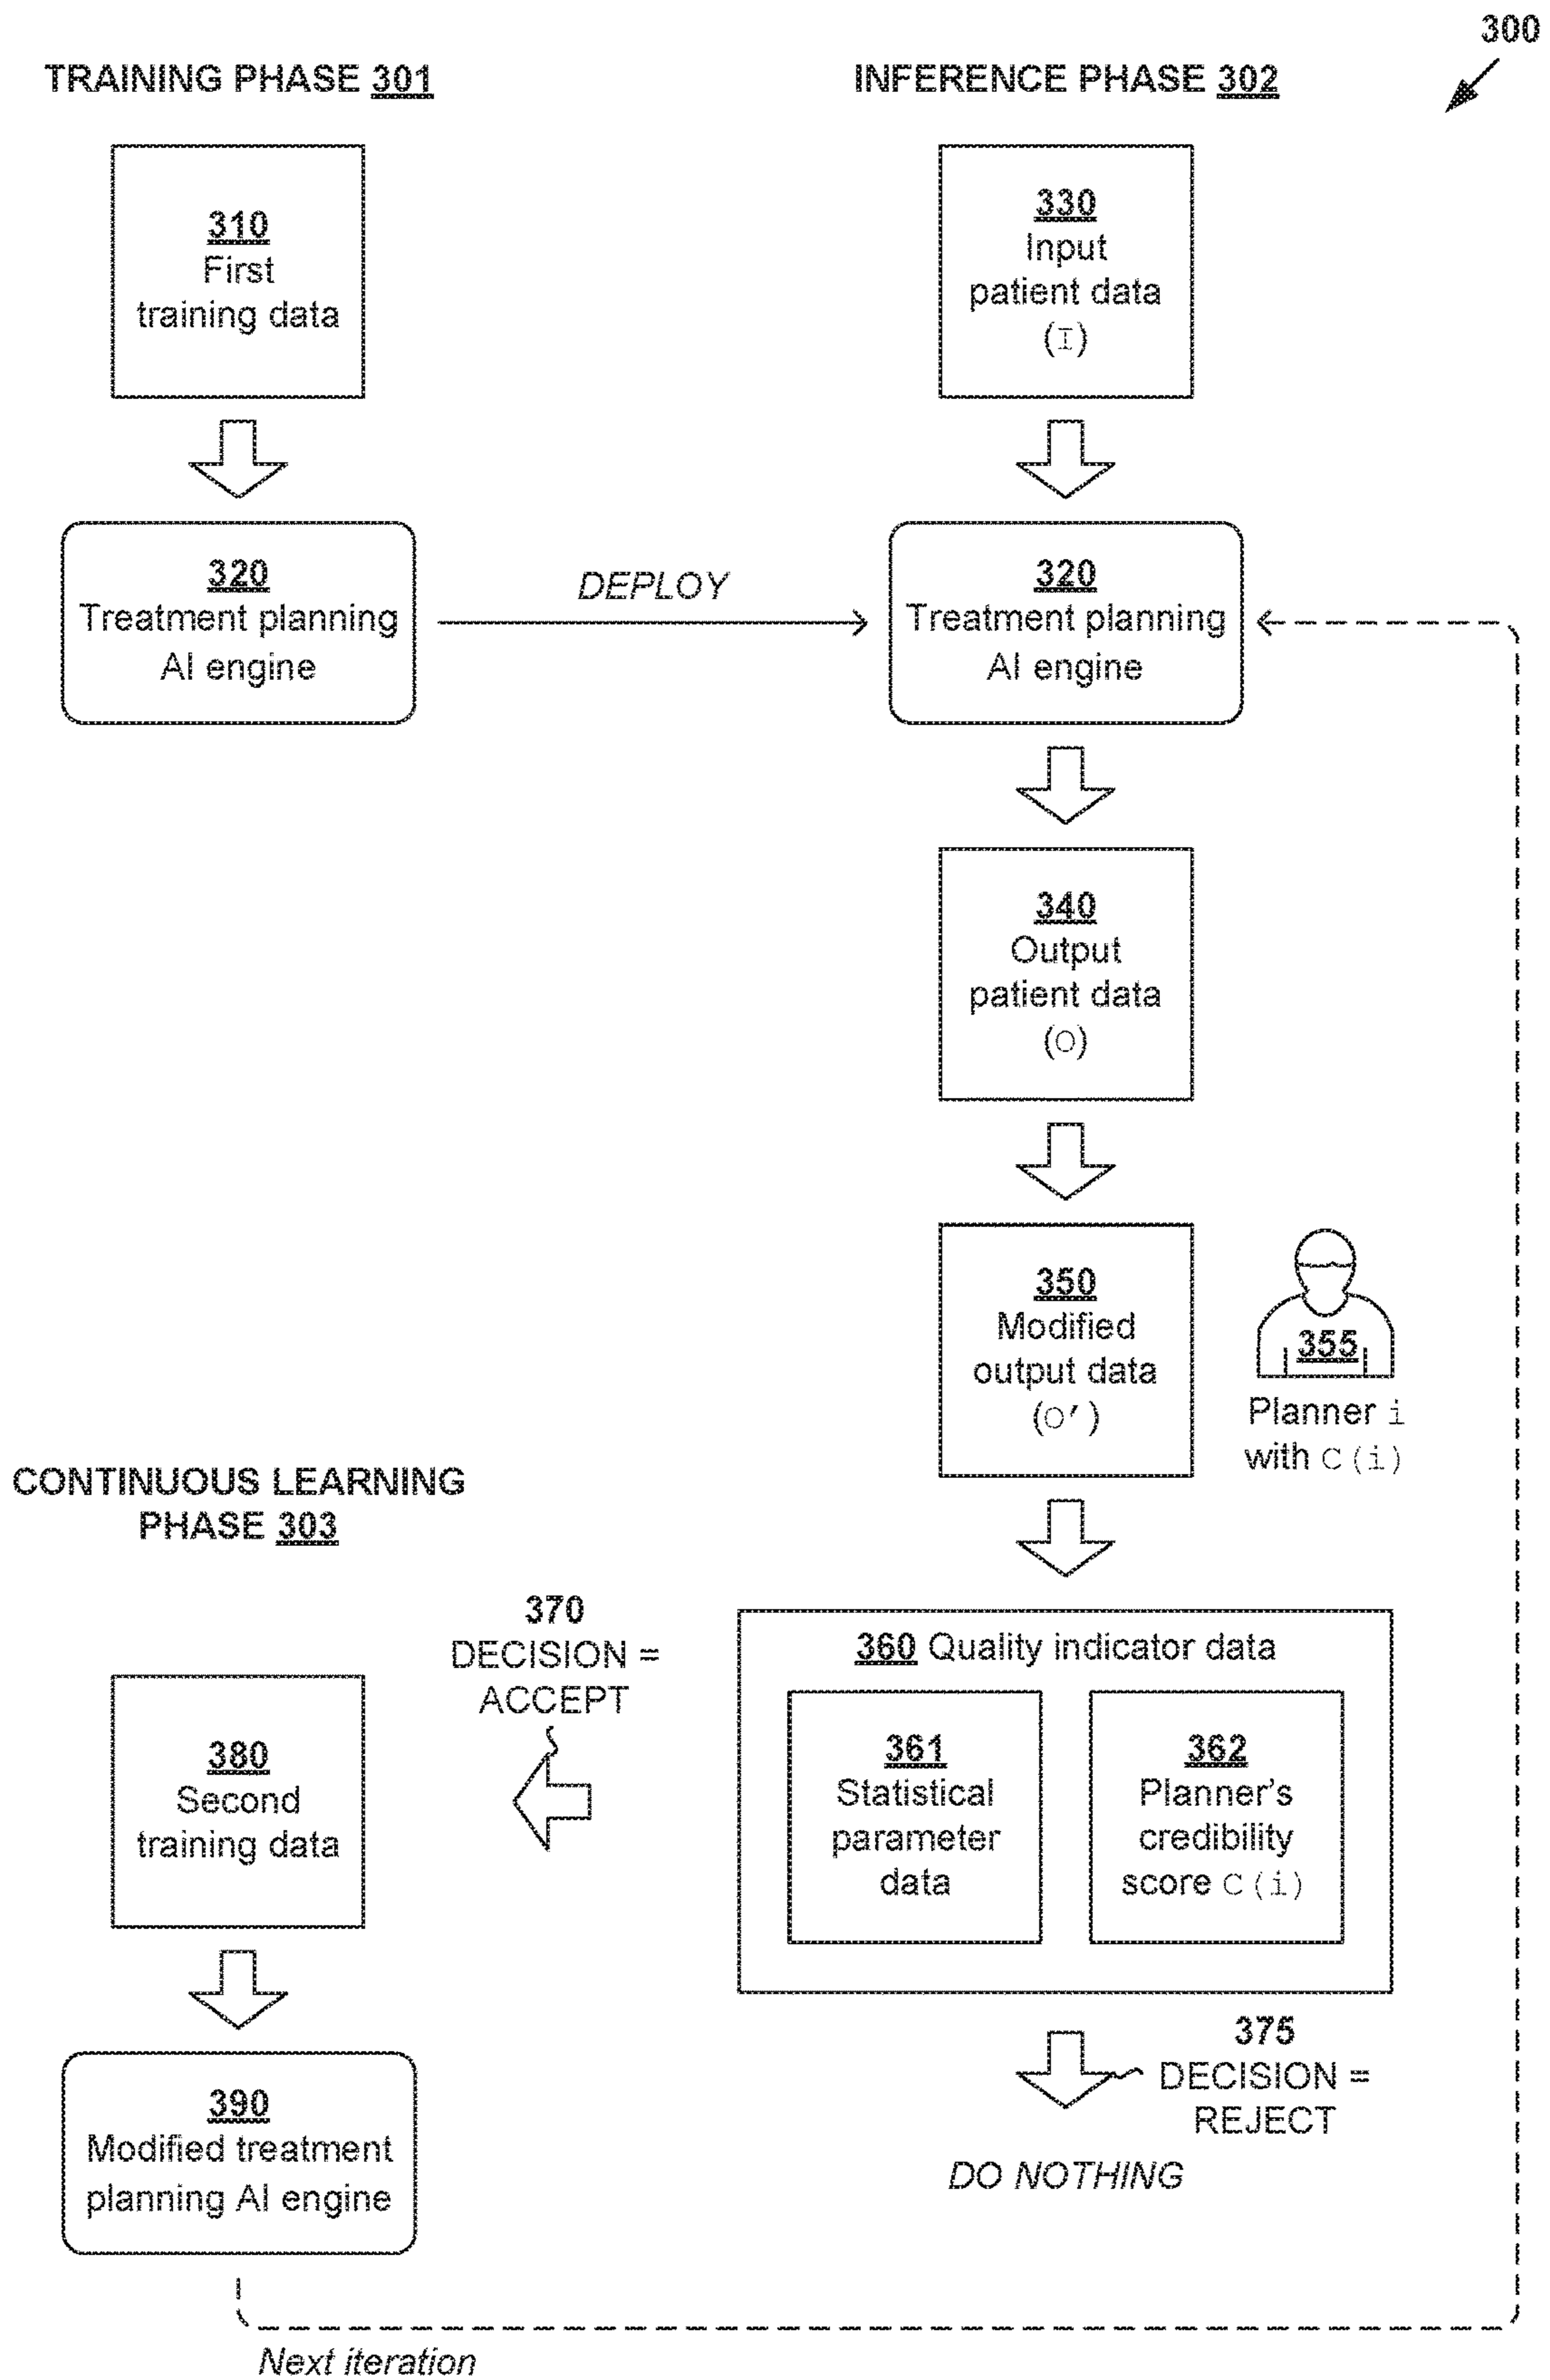 300
TRAINING PHASE 301
INFERENCE PHASE 302
310
First
training data
330
Input
patient data
(I)
320
Treatment planning
AI engine
DEPLOY
320
Treatment planning
AI engine
340
Output
patient data
(O)
350
Modified
output data
(O')
355
Planner i
with C(i)
CONTINUOUS LEARNING
PHASE 303
370
DECISION =
ACCEPT
360 Quality indicator data
361
Statistical
parameter
data
362
Planner's
credibility
score C(i)
380
Second
training data
375
DECISION =
REJECT
DO NOTHING
390
Modified treatment
planning AI engine
Next iteration